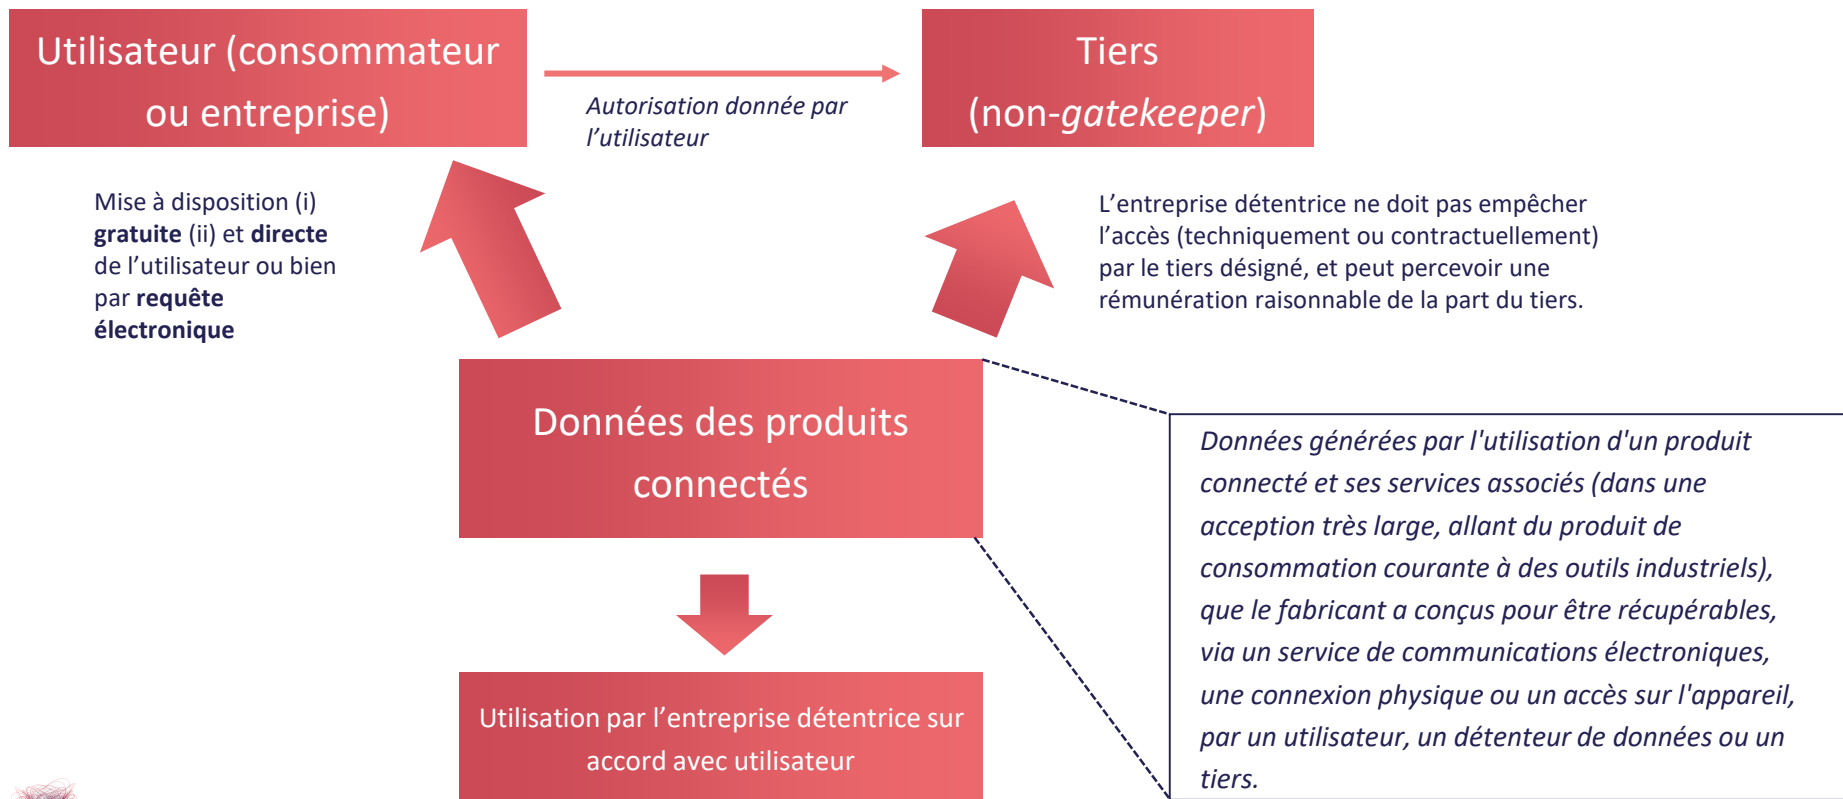 Utilisateur (consommateur
ou entreprise)
Autorisation donnée par
l’utilisateur
Tiers
(non-gatekeeper)
Mise à disposition (i)
gratuite (ii) et directe
de l’utilisateur ou bien
par requête
électronique
L’entreprise détentrice ne doit pas empêcher
l’accès (techniquement ou contractuellement)
par le tiers désigné, et peut percevoir une
rémunération raisonnable de la part du tiers.
Données des produits
connectés
Données générées par l'utilisation d'un produit
connecté et ses services associés (dans une
acception très large, allant du produit de
consommation courante à des outils industriels),
que le fabricant a conçus pour être récupérables,
via un service de communications électroniques,
une connexion physique ou un accès sur l'appareil,
par un utilisateur, un détenteur de données ou un
tiers.
Utilisation par l’entreprise détentrice sur
accord avec utilisateur